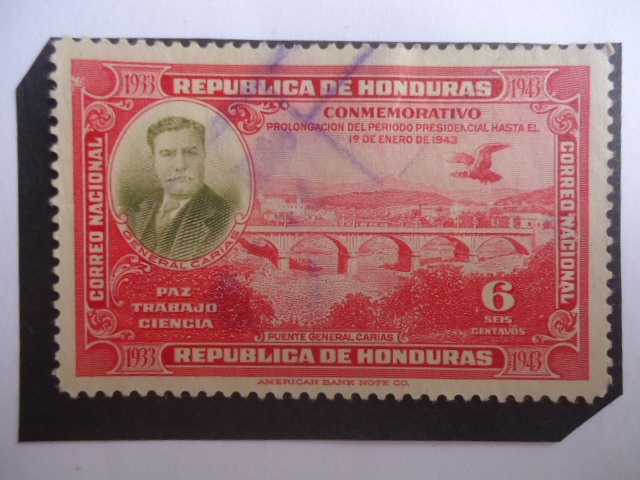 1933 REPUBLICA DE HONDURAS 1943
CONMEMORATIVO
PROLONGACION DEL PERIODO PRESIDENCIAL HASTA EL
1º DE ENERO DE 1943
CORREO NACIONAL
GENERAL CARIAS
CORREO NACIONAL
PAZ
TRABAJO
CIENCIA
6
SEIS
CENTAVOS
PUENTE GENERAL CARIAS
1933 REPUBLICA DE HONDURAS 1943
AMERICAN BANK NOTE CO.